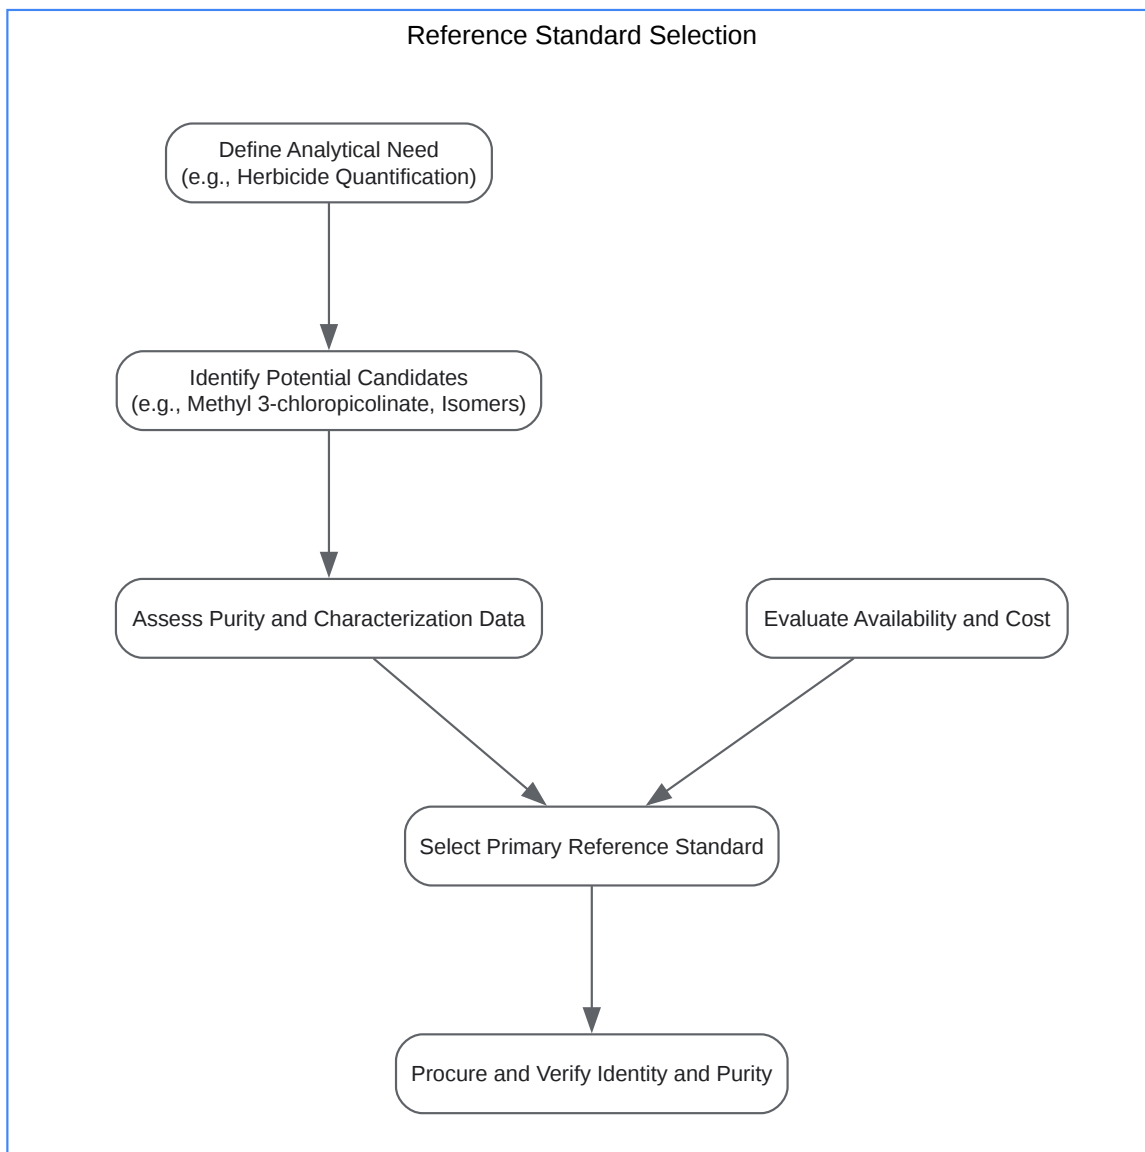 Reference Standard Selection
Define Analytical Need
(e.g., Herbicide Quantification)
Identify Potential Candidates
(e.g., Methyl 3-chloropicolinate, Isomers)
Assess Purity and Characterization Data
Evaluate Availability and Cost
Select Primary Reference Standard
Procure and Verify Identity and Purity